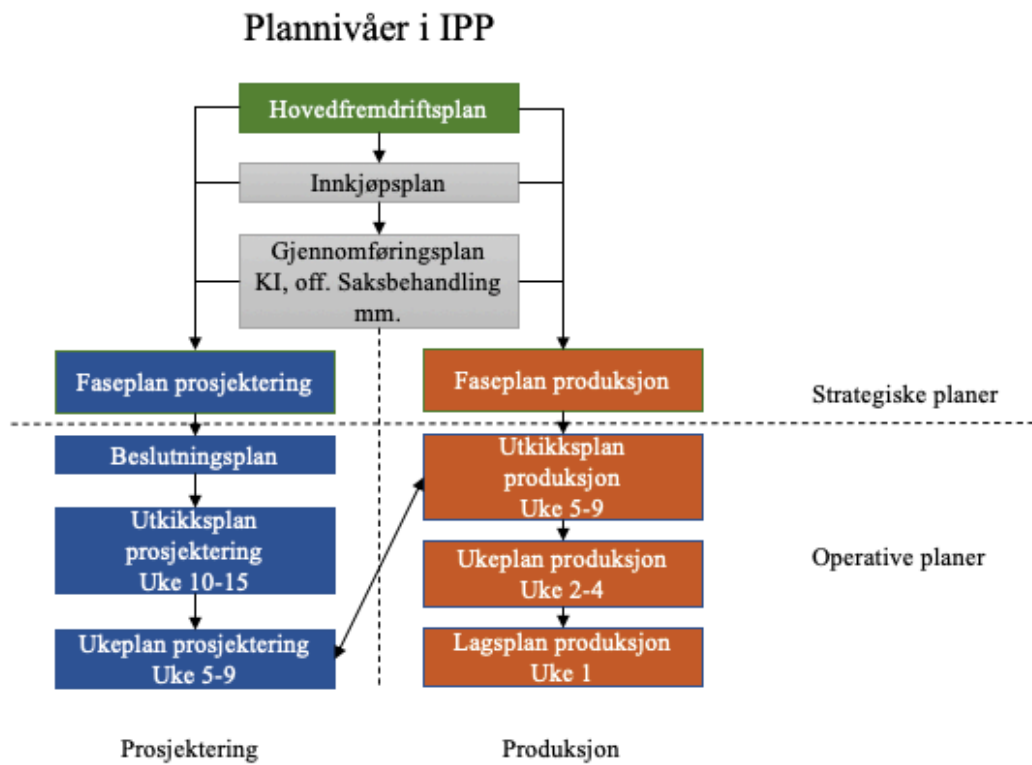 Plannivåer i IPP
Hovedfremdriftsplan
Innkjøpsplan
Gjennomføringsplan
KI, off. Saksbehandling
mm.
Faseplan prosjektering
Faseplan produksjon
Strategiske planer
Beslutningsplan
Utkikksplan
prosjektering
Uke 10-15
Ukeplan prosjektering
Uke 5-9
Utkikksplan
produksjon
Uke 5-9
Ukeplan produksjon
Uke 2-4
Lagsplan produksjon
Uke 1
Operative planer
Prosjektering
Produksjon